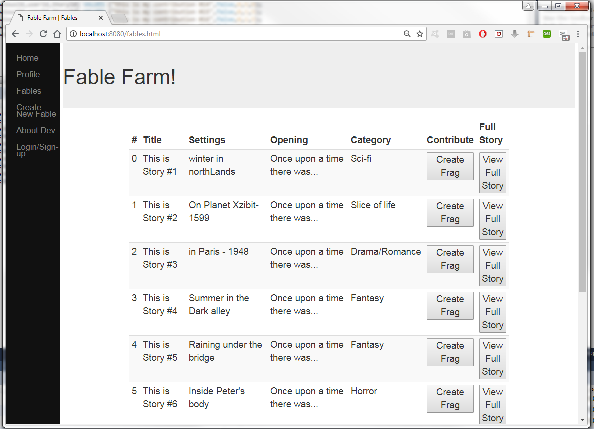 Fable Farm | Fables
localhost:8080/fables.html
Home
Profile
Fables
Create
New Fable
About Dev
Login/Sign-
up
Fable Farm!
# Title Settings Opening Category Contribute Full
Story
0 This is winter in Once upon a time Sci-fi Create View
Story #1 northLands there was... Frag Full
Story
1 This is On Planet Xzibit- Once upon a time Slice of life Create View
Story #2 1599 there was... Frag Full
Story
2 This is in Paris - 1948 Once upon a time Drama/Romance Create View
Story #3 there was... Frag Full
Story
3 This is Summer in the Once upon a time Fantasy Create View
Story #4 Dark alley there was... Frag Full
Story
4 This is Raining under the Once upon a time Fantasy Create View
Story #5 bridge there was... Frag Full
Story
5 This is Inside Peter's Once upon a time Horror Create View
Story #6 body there was... Frag Full